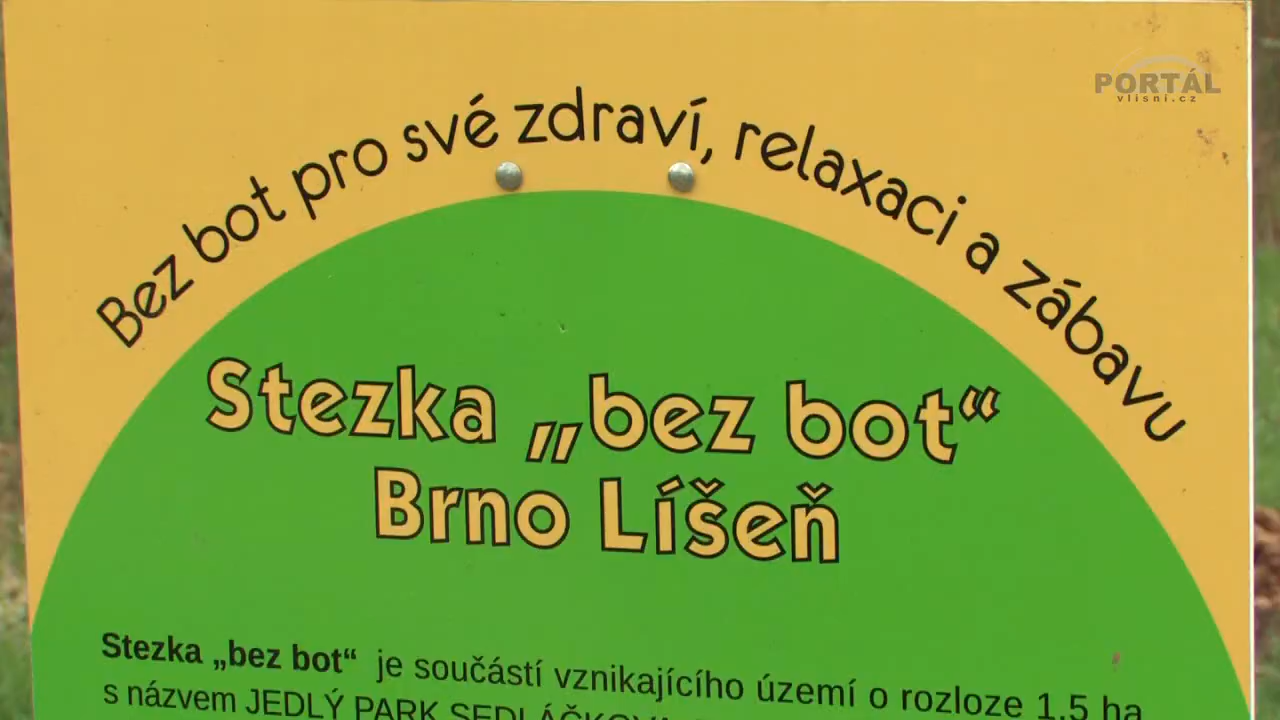 PORTÁL
vlisni.cz
Bez bot pro své zdraví, relaxaci a zábavu
Stezka „bez bot“
Brno Líšeň
Stezka „bez bot“ je součástí vznikajícího území o rozloze 1,5 ha
s názvem JEDLÝ PARK